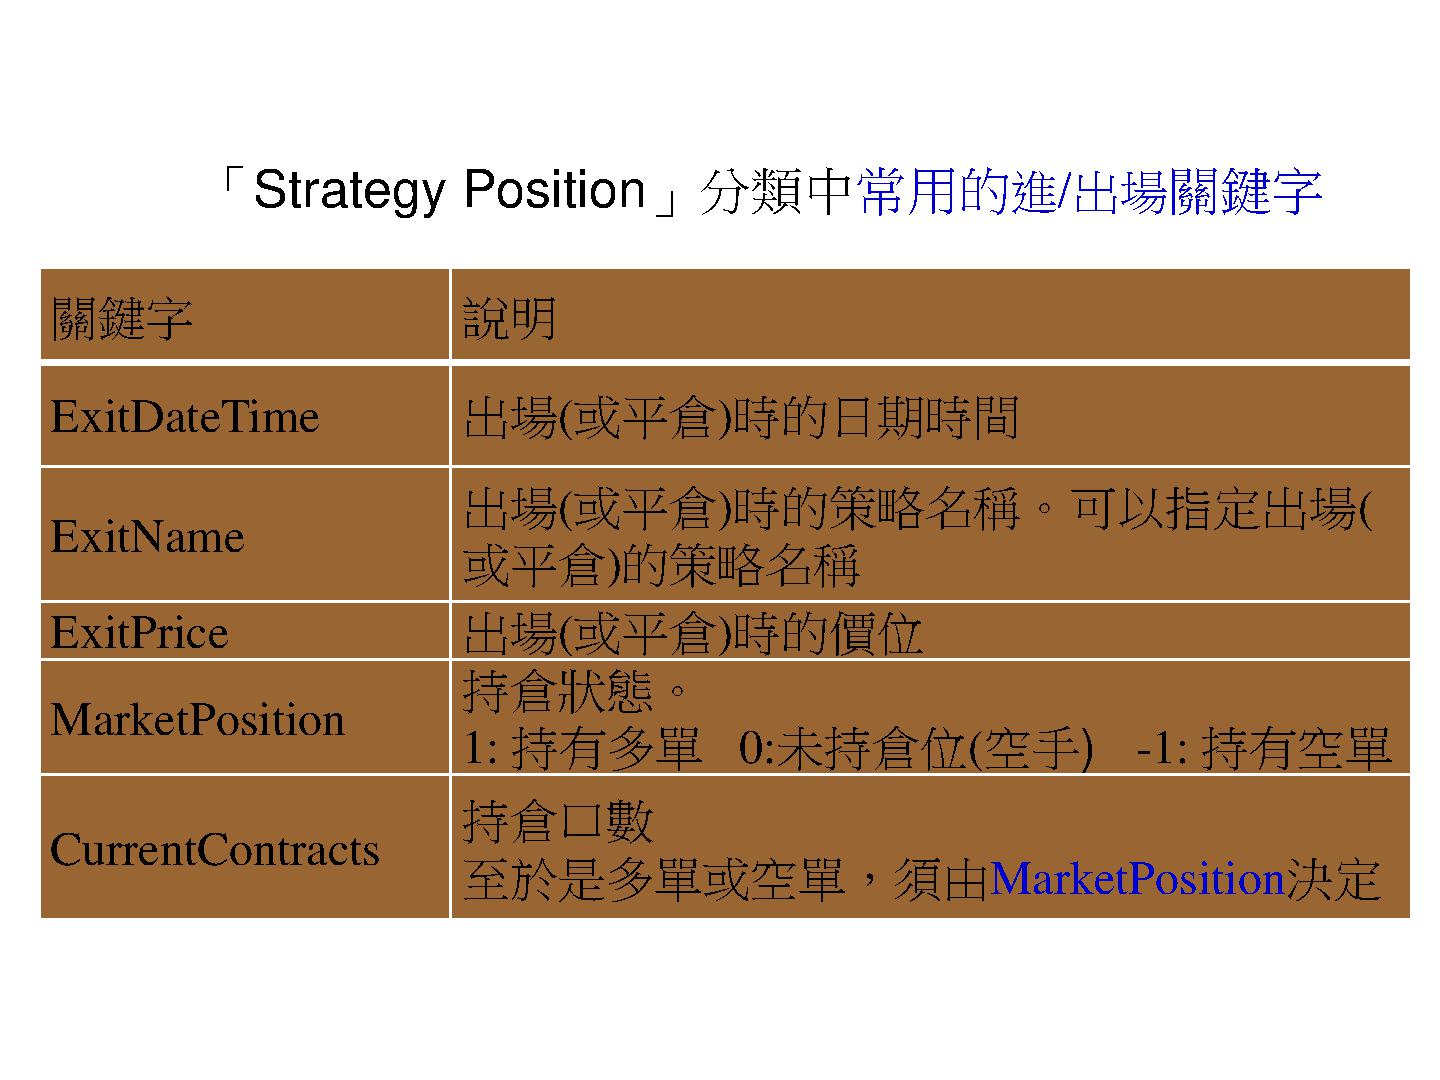 「Strategy Position」分類中常用的進/出場關鍵字
關鍵字
說明
ExitDateTime
出場(或平倉)時的日期時間
ExitName
出場(或平倉)時的策略名稱。可以指定出場(
或平倉)的策略名稱
ExitPrice
出場(或平倉)時的價位
MarketPosition
持倉狀態。
1: 持有多單 0:未持倉位(空手) -1: 持有空單
CurrentContracts
持倉口數
至於是多單或空單，須由MarketPosition決定